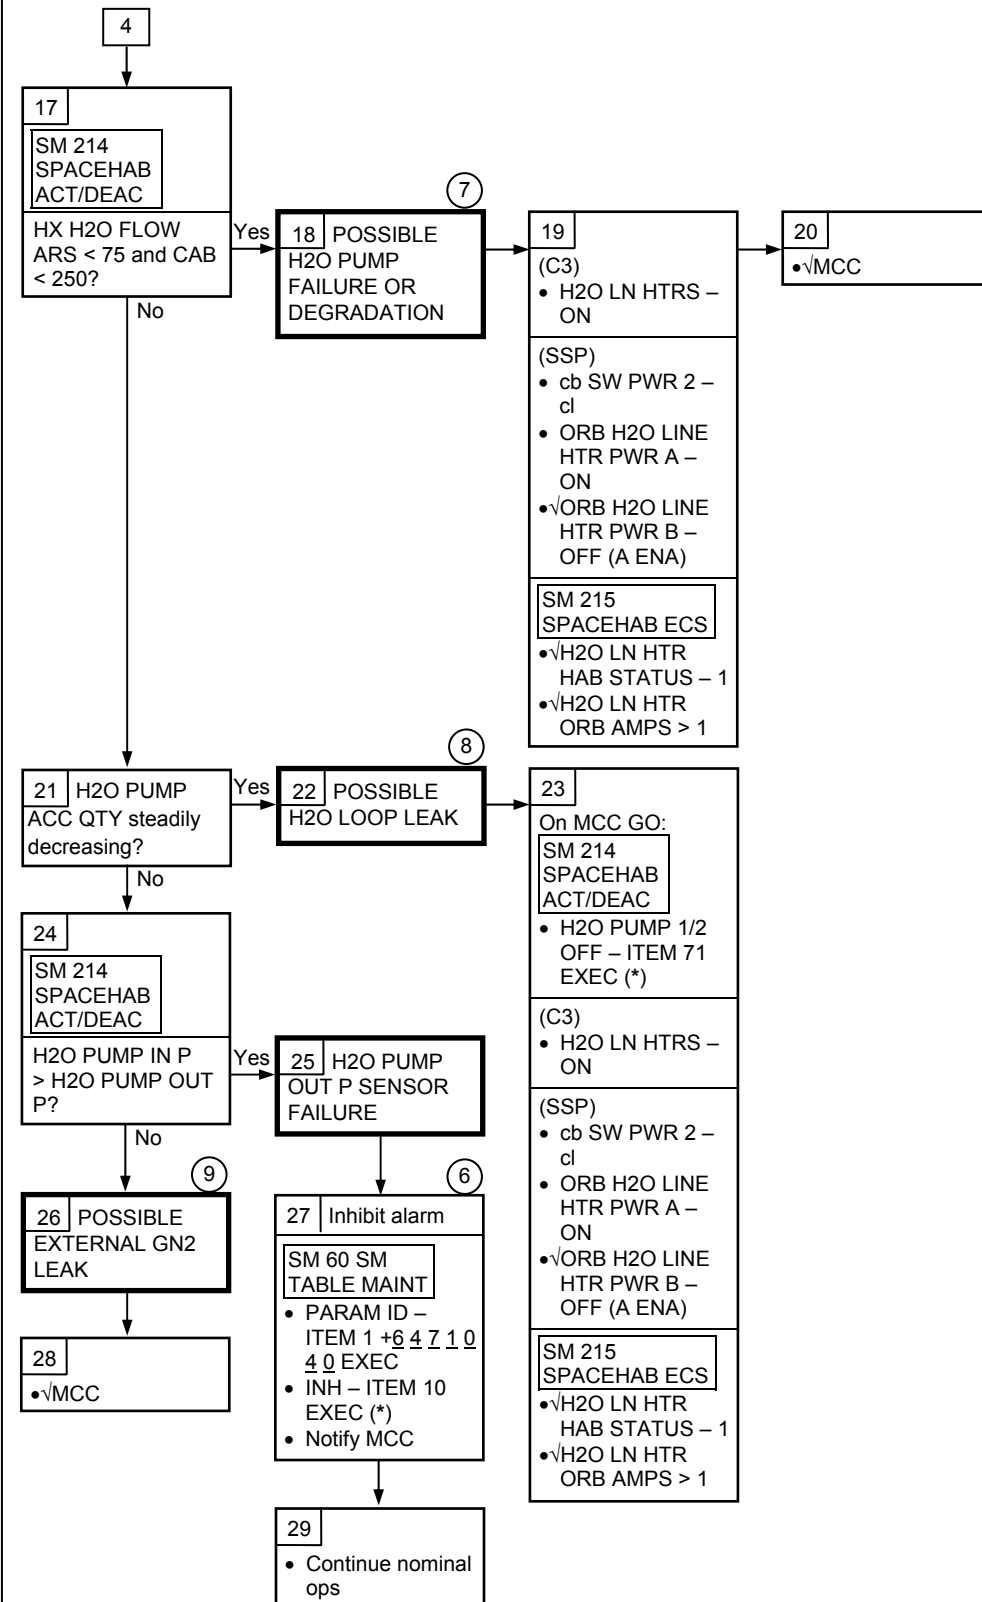 4
17
SM 214
SPACEHAB
ACT/DEAC
HX H2O FLOW
ARS < 75 and CAB
< 250?
Yes
No
7
18 POSSIBLE
H2O PUMP
FAILURE OR
DEGRADATION
19
(C3)
• H2O LN HTRS –
ON
(SSP)
• cb SW PWR 2 –
cl
• ORB H2O LINE
HTR PWR A –
ON
•√ORB H2O LINE
HTR PWR B –
OFF (A ENA)
SM 215
SPACEHAB ECS
•√H2O LN HTR
HAB STATUS – 1
•√H2O LN HTR
ORB AMPS > 1
20
•√MCC
21 H2O PUMP
ACC QTY steadily
decreasing?
Yes
No
8
22 POSSIBLE
H2O LOOP LEAK
23
On MCC GO:
SM 214
SPACEHAB
ACT/DEAC
• H2O PUMP 1/2
OFF – ITEM 71
EXEC (*)
(C3)
• H2O LN HTRS –
ON
(SSP)
• cb SW PWR 2 –
cl
• ORB H2O LINE
HTR PWR A –
ON
•√ORB H2O LINE
HTR PWR B –
OFF (A ENA)
SM 215
SPACEHAB ECS
•√H2O LN HTR
HAB STATUS – 1
•√H2O LN HTR
ORB AMPS > 1
24
SM 214
SPACEHAB
ACT/DEAC
H2O PUMP IN P
> H2O PUMP OUT
P?
Yes
No
25 H2O PUMP
OUT P SENSOR
FAILURE
9
26 POSSIBLE
EXTERNAL GN2
LEAK
6
27 Inhibit alarm
SM 60 SM
TABLE MAINT
• PARAM ID –
ITEM 1 +6 4 7 1 0
4 0 EXEC
• INH – ITEM 10
EXEC (*)
• Notify MCC
28
•√MCC
29
• Continue nominal
ops